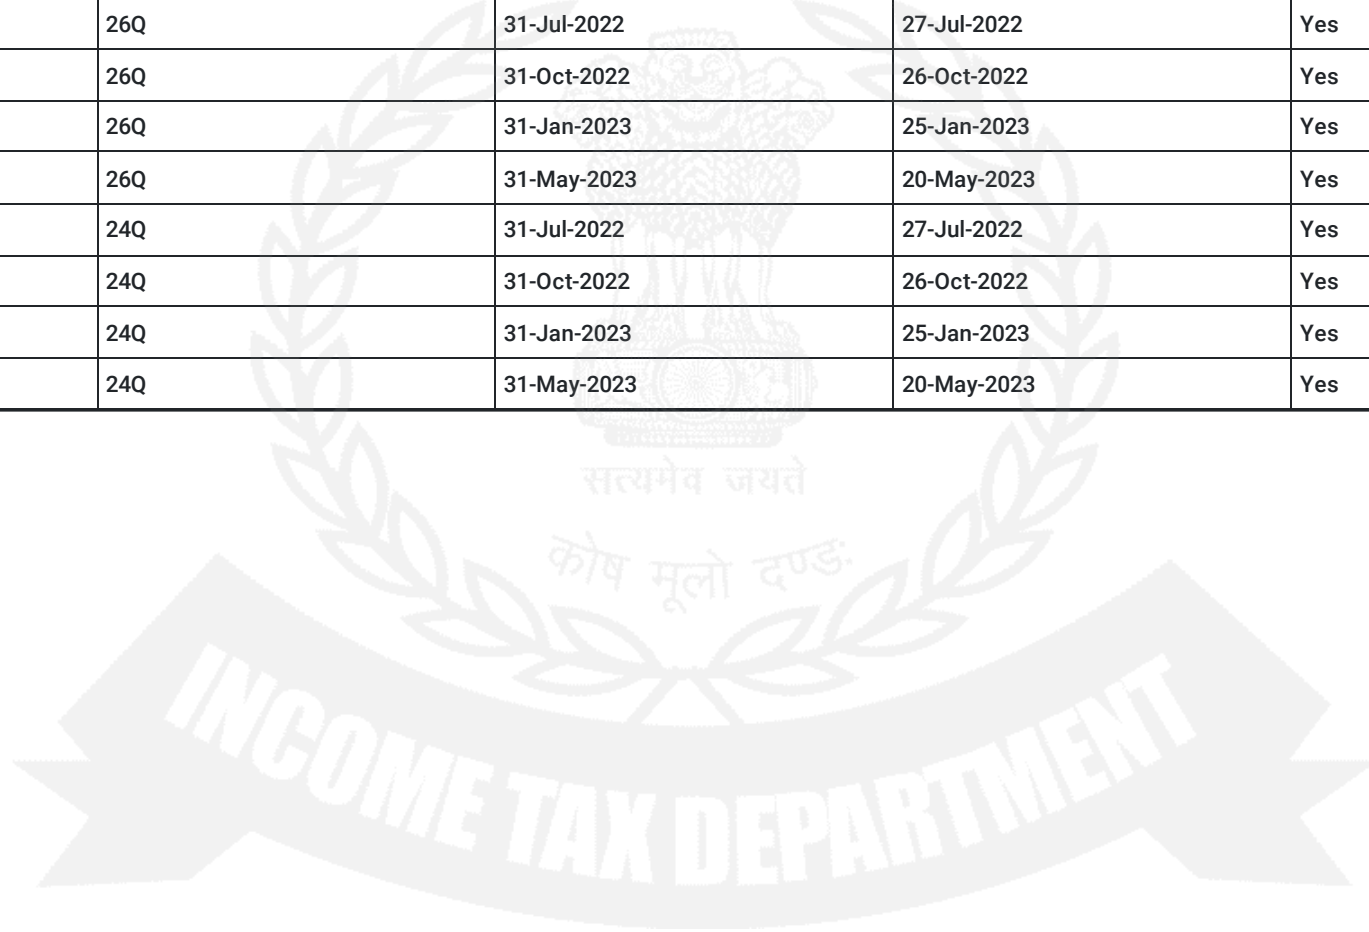 26Q 31-Jul-2022 27-Jul-2022 Yes
26Q 31-Oct-2022 26-Oct-2022 Yes
26Q 31-Jan-2023 25-Jan-2023 Yes
26Q 31-May-2023 20-May-2023 Yes
24Q 31-Jul-2022 27-Jul-2022 Yes
24Q 31-Oct-2022 26-Oct-2022 Yes
24Q 31-Jan-2023 25-Jan-2023 Yes
24Q 31-May-2023 20-May-2023 Yes
सत्यमेव जयते
कोष मूलो दण्डः
INCOME TAX DEPARTMENT